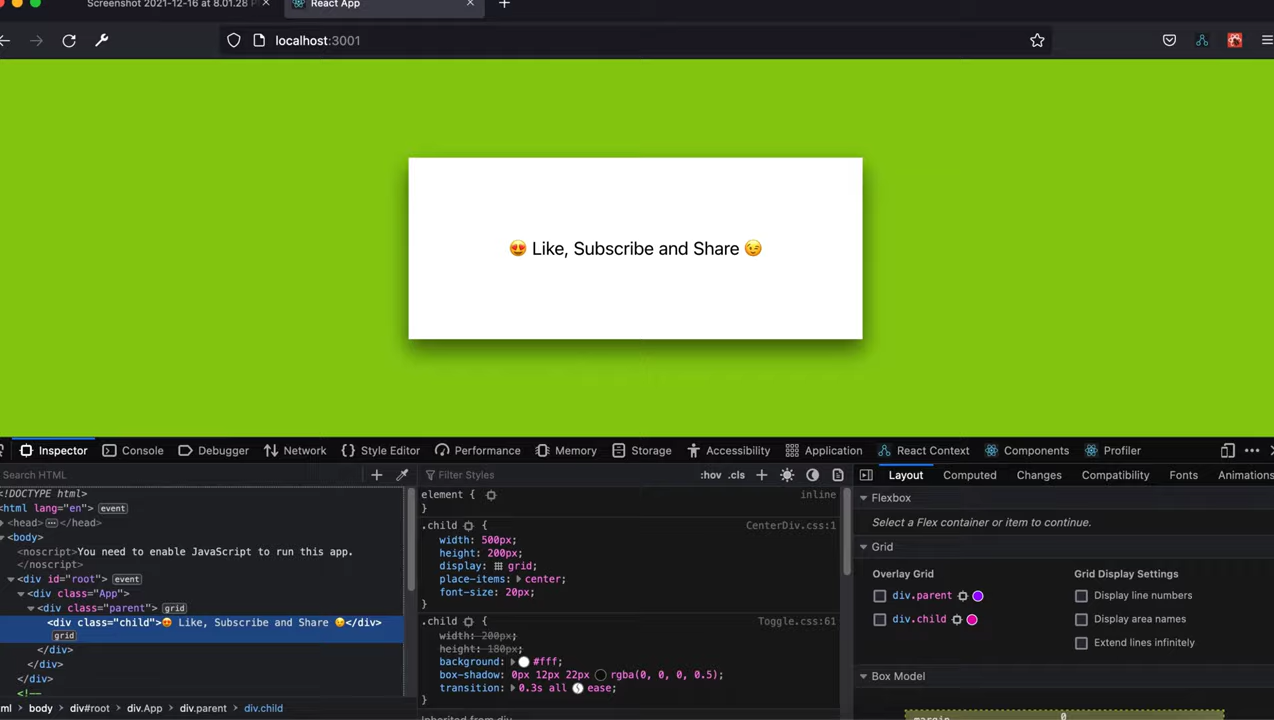 Screenshot 2021-12-16 at 8.01.28
React App
localhost:3001
😍 Like, Subscribe and Share 😉
Inspector Console Debugger Network {} Style Editor Performance Memory Storage Accessibility Application React Context Components Profiler
Search HTML
<!DOCTYPE html>
<html lang="en"> event
<head> ••• </head>
<body>
<noscript>You need to enable JavaScript to run this app.
</noscript>
<div id="root"> event
<div class="App">
<div class="parent"> grid
<div class="child">😍 Like, Subscribe and Share 😉</div>
grid
</div>
</div>
</div>
<!--
body div#root div.App div.parent div.child
Filter Styles
:hov .cls
element {
inline
}
.child {
CenterDiv.css:1
width: 500px;
height: 200px;
display: grid;
place-items: center;
font-size: 20px;
}
.child {
Toggle.css:61
width: 200px;
height: 180px;
background: #fff;
box-shadow: 0px 12px 22px rgba(0, 0, 0, 0.5);
transition: 0.3s all ease;
}
Inherited from div
Layout Computed Changes Compatibility Fonts Animations
Flexbox
Select a Flex container or item to continue.
Grid
Overlay Grid
div.parent
div.child
Grid Display Settings
Display line numbers
Display area names
Extend lines infinitely
Box Model
margin 0